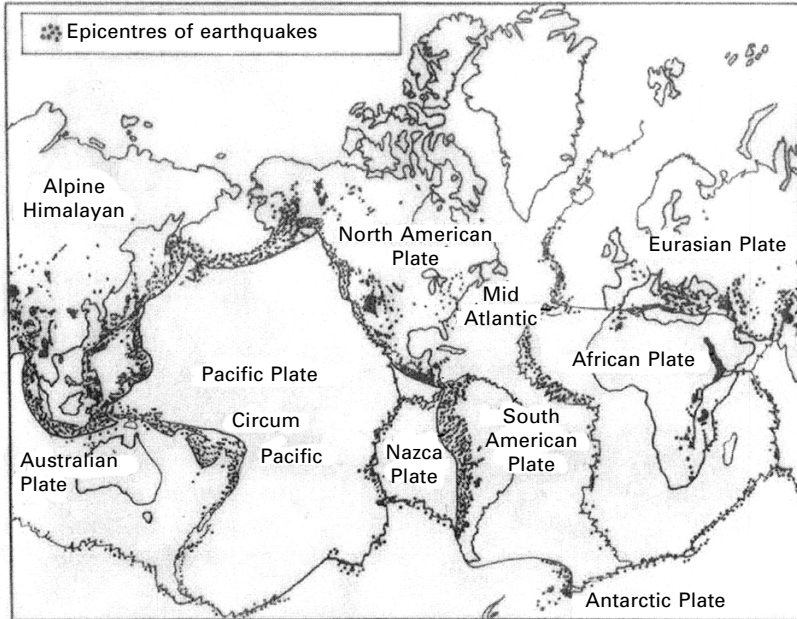 Epicentres of earthquakes
Alpine
Himalayan
North American
Plate
Eurasian Plate
Mid
Atlantic
African Plate
Pacific Plate
Circum
Pacific
Nazca
Plate
South
American
Plate
Australian
Plate
Antarctic Plate